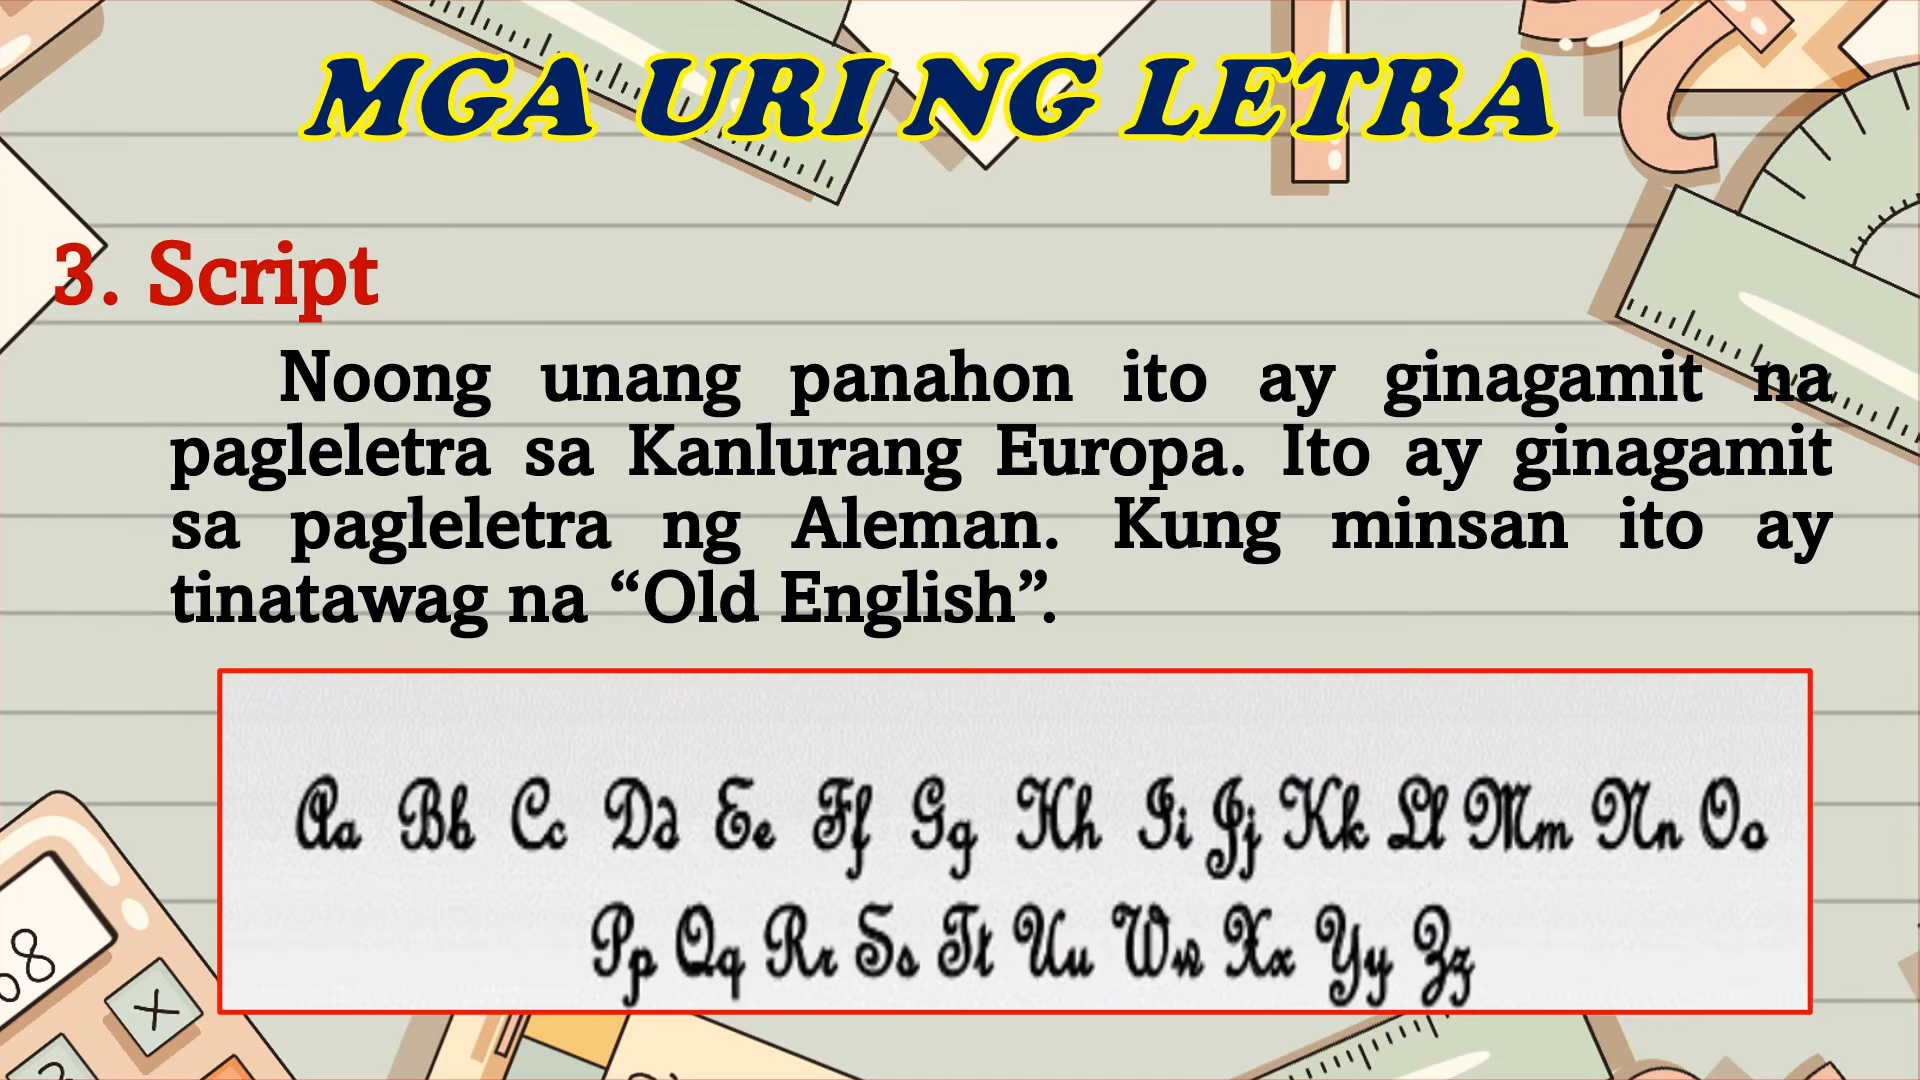 MGA URI NG LETRA
3. Script
Noong unang panahon ito ay ginagamit na
pagleletra sa Kanlurang Europa. Ito ay ginagamit
sa pagleletra ng Aleman. Kung minsan ito ay
tinatawag na “Old English”.
Aa Bb Cc Dd Ee Ff Gg Hh Ii Jj Kk Ll Mm Nn Oo
Pp Qq Rr Ss Tt Uu Ww Xx Yy Zz